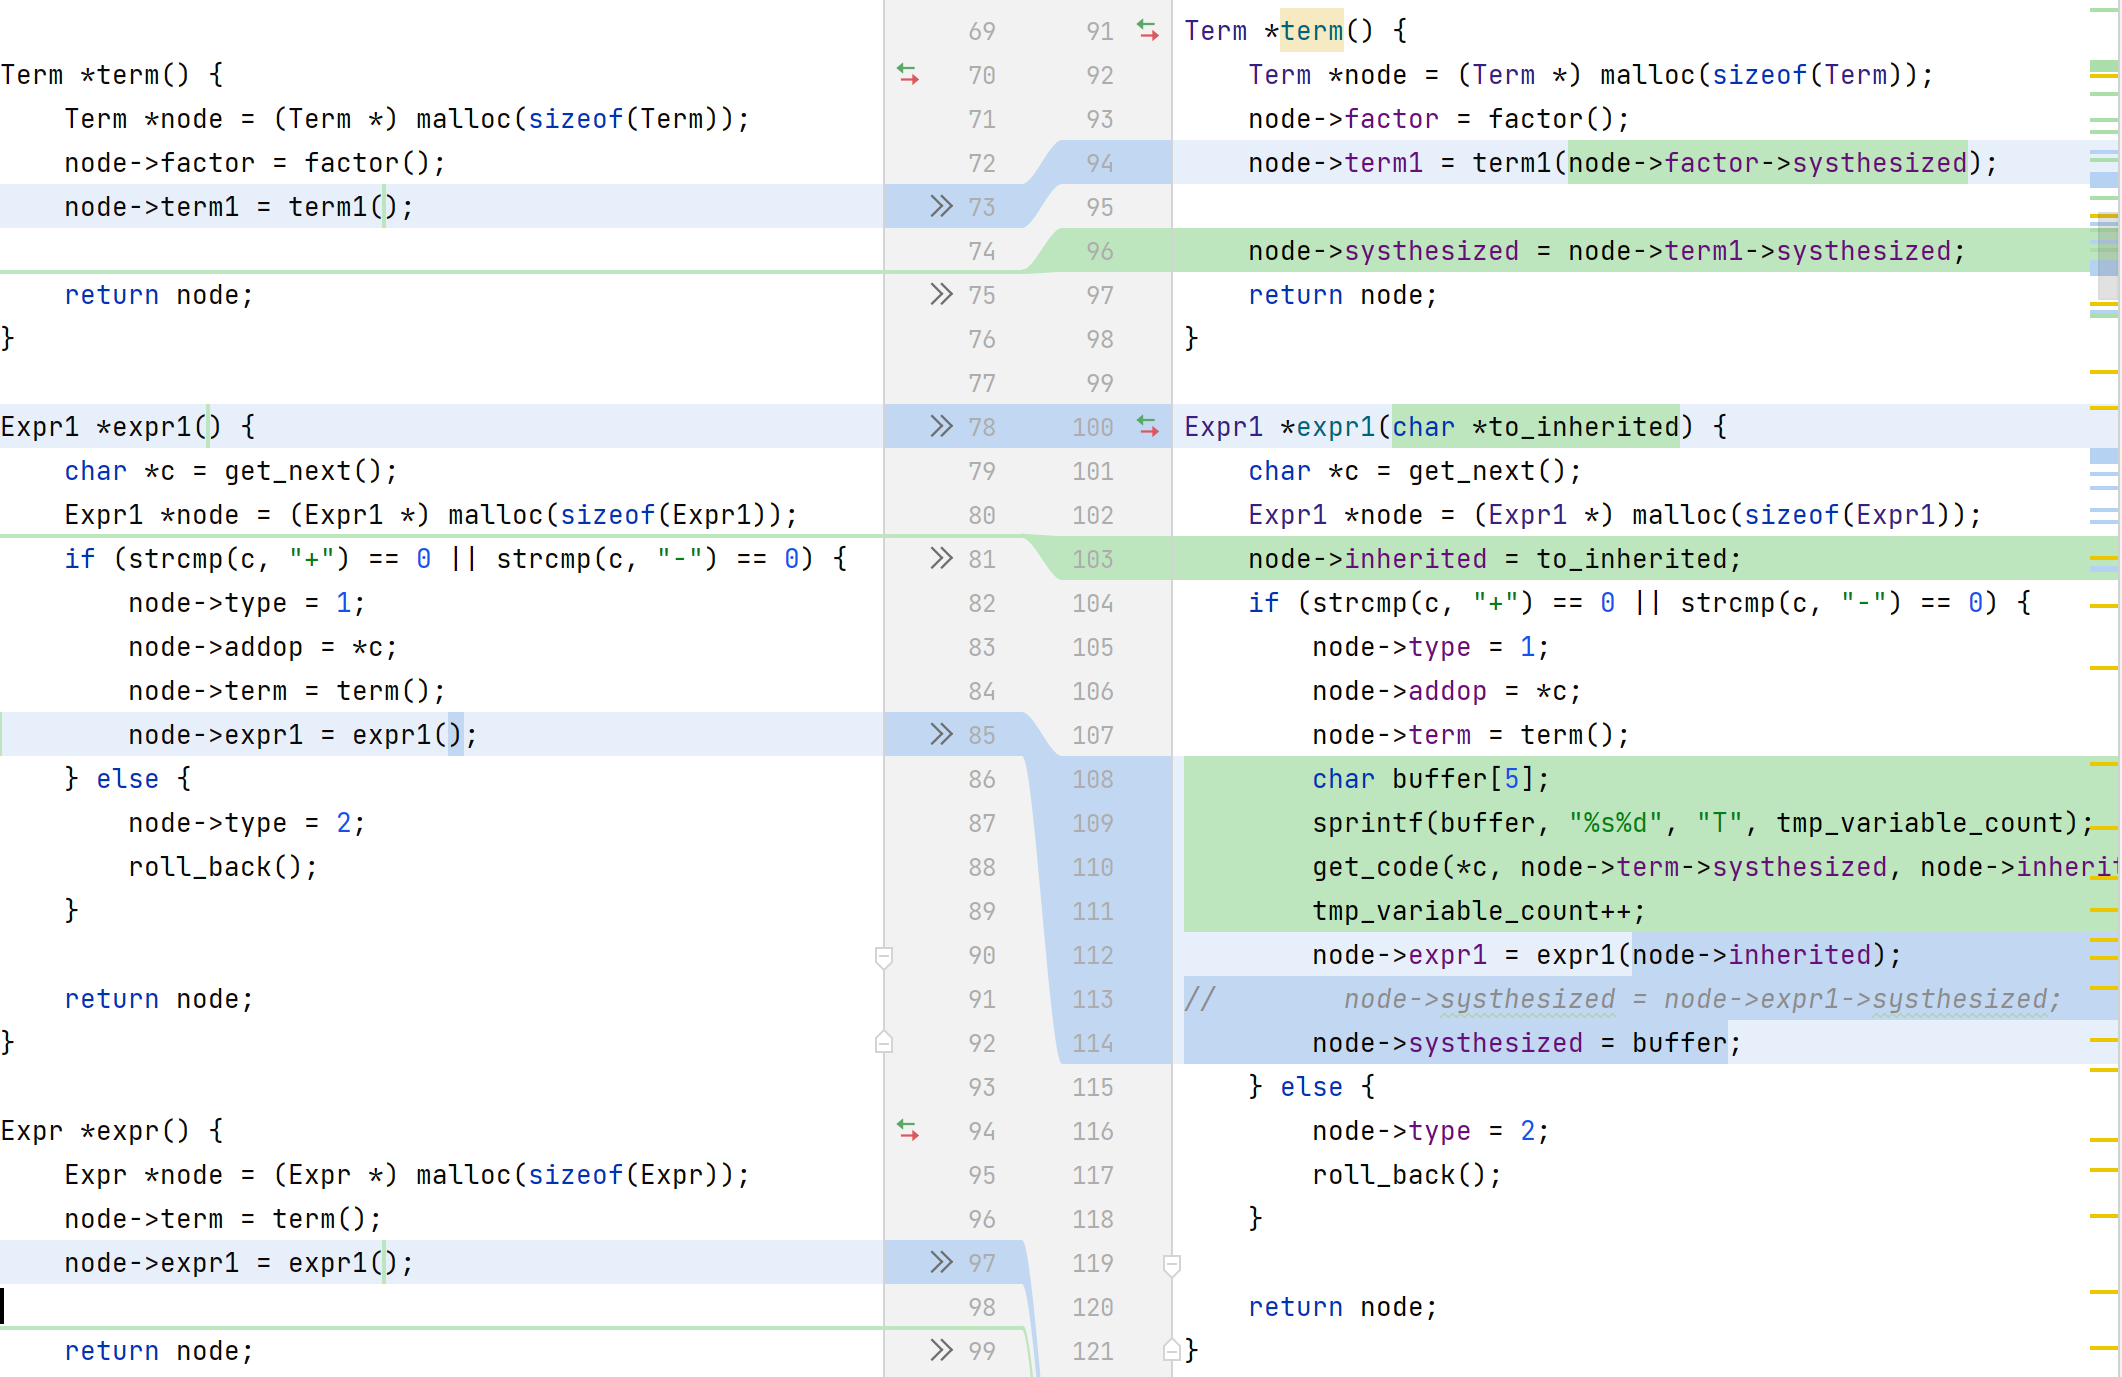 Term *term() {
    Term *node = (Term *) malloc(sizeof(Term));
    node->factor = factor();
    node->term1 = term1();

    return node;
}

Expr1 *expr1() {
    char *c = get_next();
    Expr1 *node = (Expr1 *) malloc(sizeof(Expr1));
    if (strcmp(c, "+") == 0 || strcmp(c, "-") == 0) {
        node->type = 1;
        node->addop = *c;
        node->term = term();
        node->expr1 = expr1();
    } else {
        node->type = 2;
        roll_back();
    }

    return node;
}

Expr *expr() {
    Expr *node = (Expr *) malloc(sizeof(Expr));
    node->term = term();
    node->expr1 = expr1();

    return node;
69 91
70 92
71 93
72 94
73 95
74 96
75 97
76 98
77 99
78 100
79 101
80 102
81 103
82 104
83 105
84 106
85 107
86 108
87 109
88 110
89 111
90 112
91 113
92 114
93 115
94 116
95 117
96 118
97 119
98 120
99 121
Term *term() {
    Term *node = (Term *) malloc(sizeof(Term));
    node->factor = factor();
    node->term1 = term1(node->factor->systhesized);

    node->systhesized = node->term1->systhesized;
    return node;
}

Expr1 *expr1(char *to_inherited) {
    char *c = get_next();
    Expr1 *node = (Expr1 *) malloc(sizeof(Expr1));
    node->inherited = to_inherited;
    if (strcmp(c, "+") == 0 || strcmp(c, "-") == 0) {
        node->type = 1;
        node->addop = *c;
        node->term = term();
        char buffer[5];
        sprintf(buffer, "%s%d", "T", tmp_variable_count);
        get_code(*c, node->term->systhesized, node->inherit
        tmp_variable_count++;
        node->expr1 = expr1(node->inherited);
//        node->systhesized = node->expr1->systhesized;
        node->systhesized = buffer;
    } else {
        node->type = 2;
        roll_back();
    }

    return node;
}